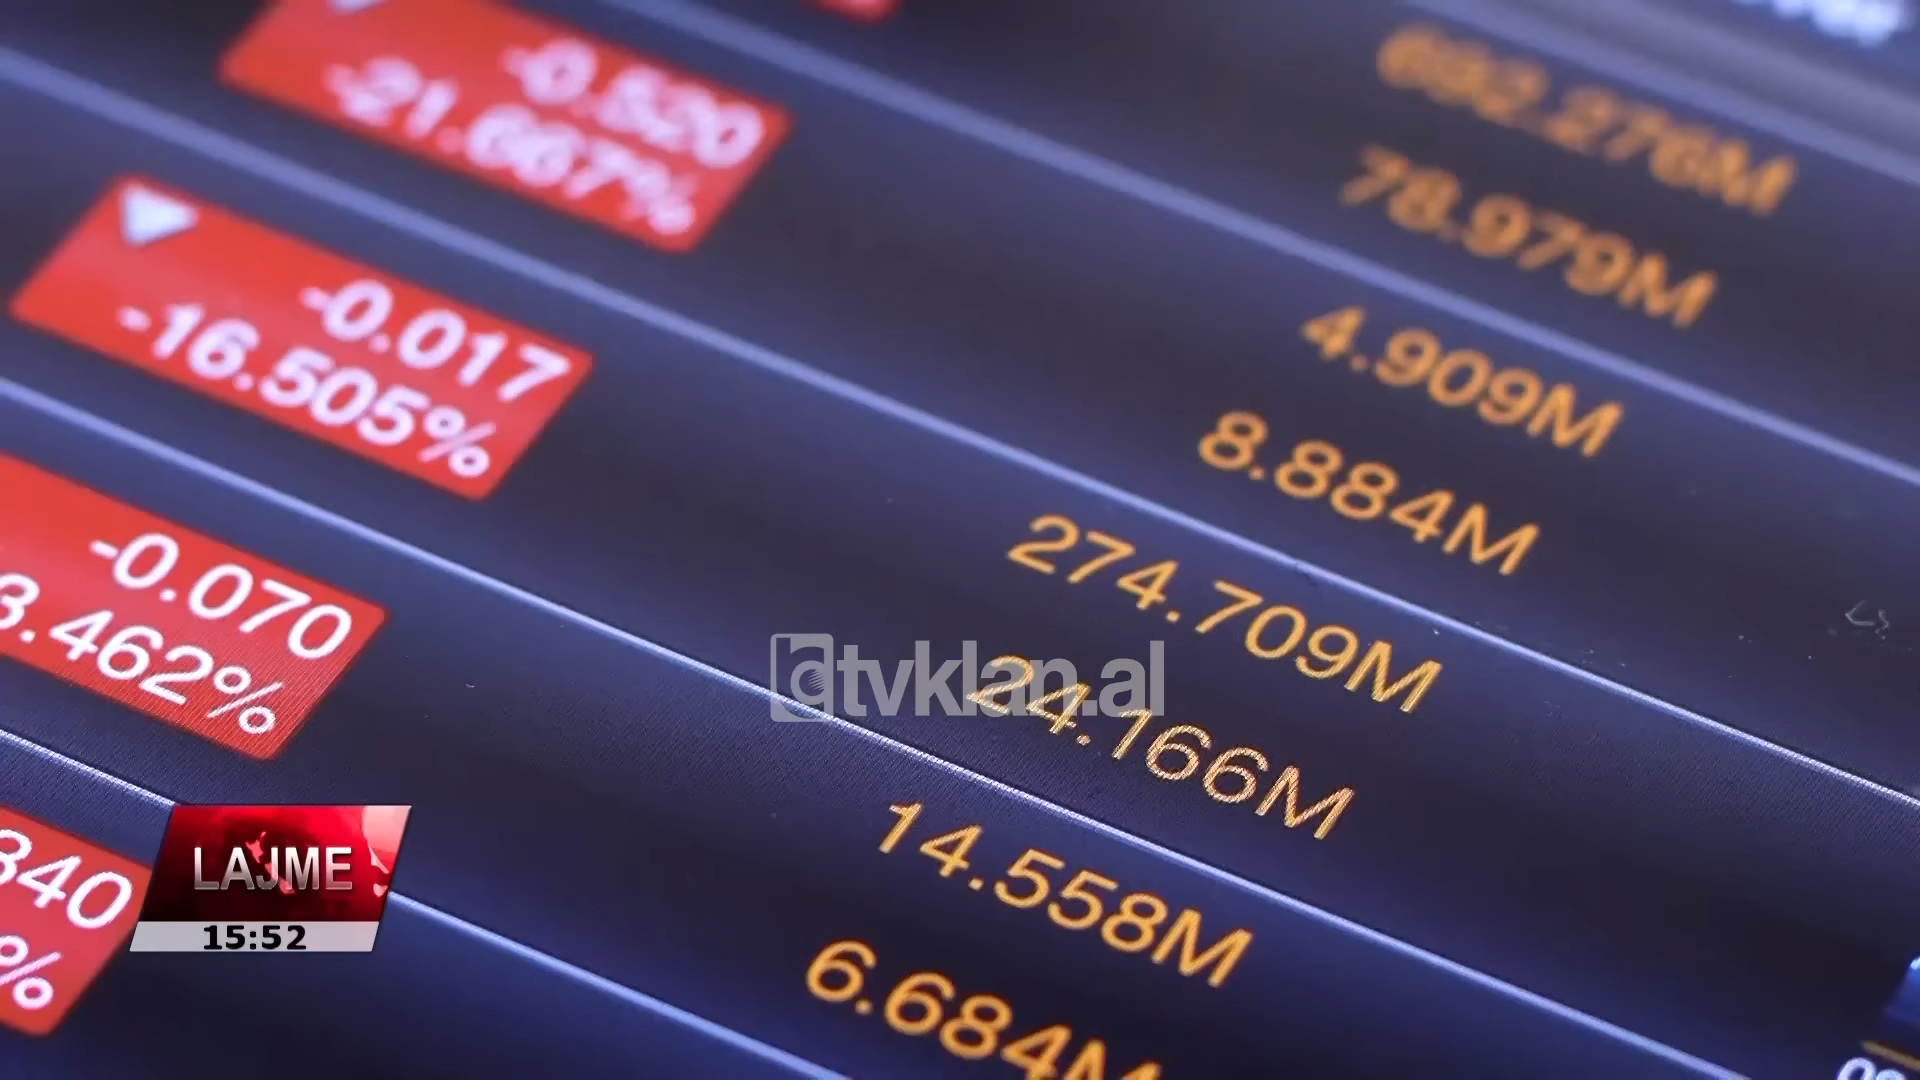 -0.520
-21.667%
692.276M
78.979M
-0.017
-16.505%
4.909M
8.884M
-0.070
3.462%
274.709M
24.166M
tvklan.al
340
%
14.558M
6.684M
LAJME
15:52